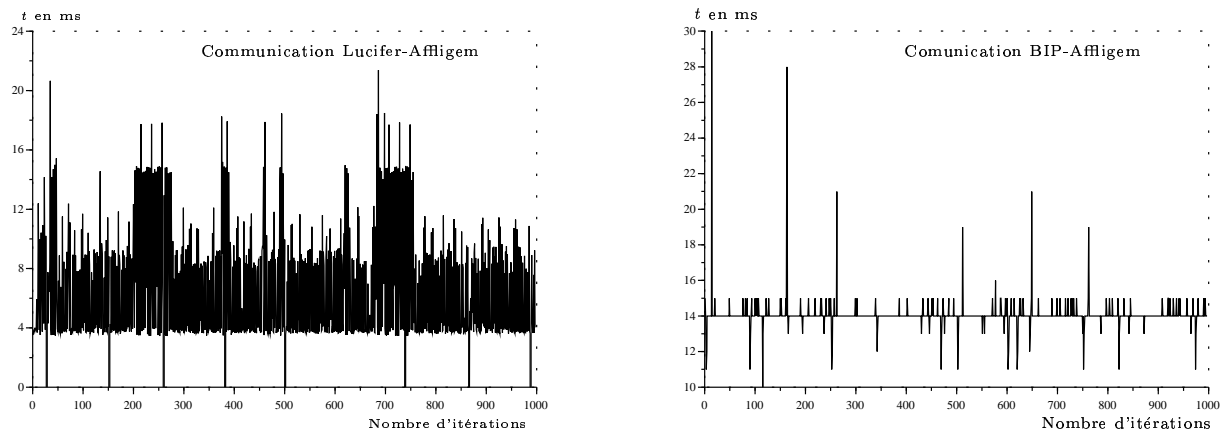 t en ms
Communication Lucifer-Affligem
24
20
16
12
8
4
0
0 100 200 300 400 500 600 700 800 900 1000
Nombre d'itérations
t en ms
Comunication BIP-Affligem
30
28
26
24
22
20
18
16
14
12
10
0 100 200 300 400 500 600 700 800 900 1000
Nombre d'itérations